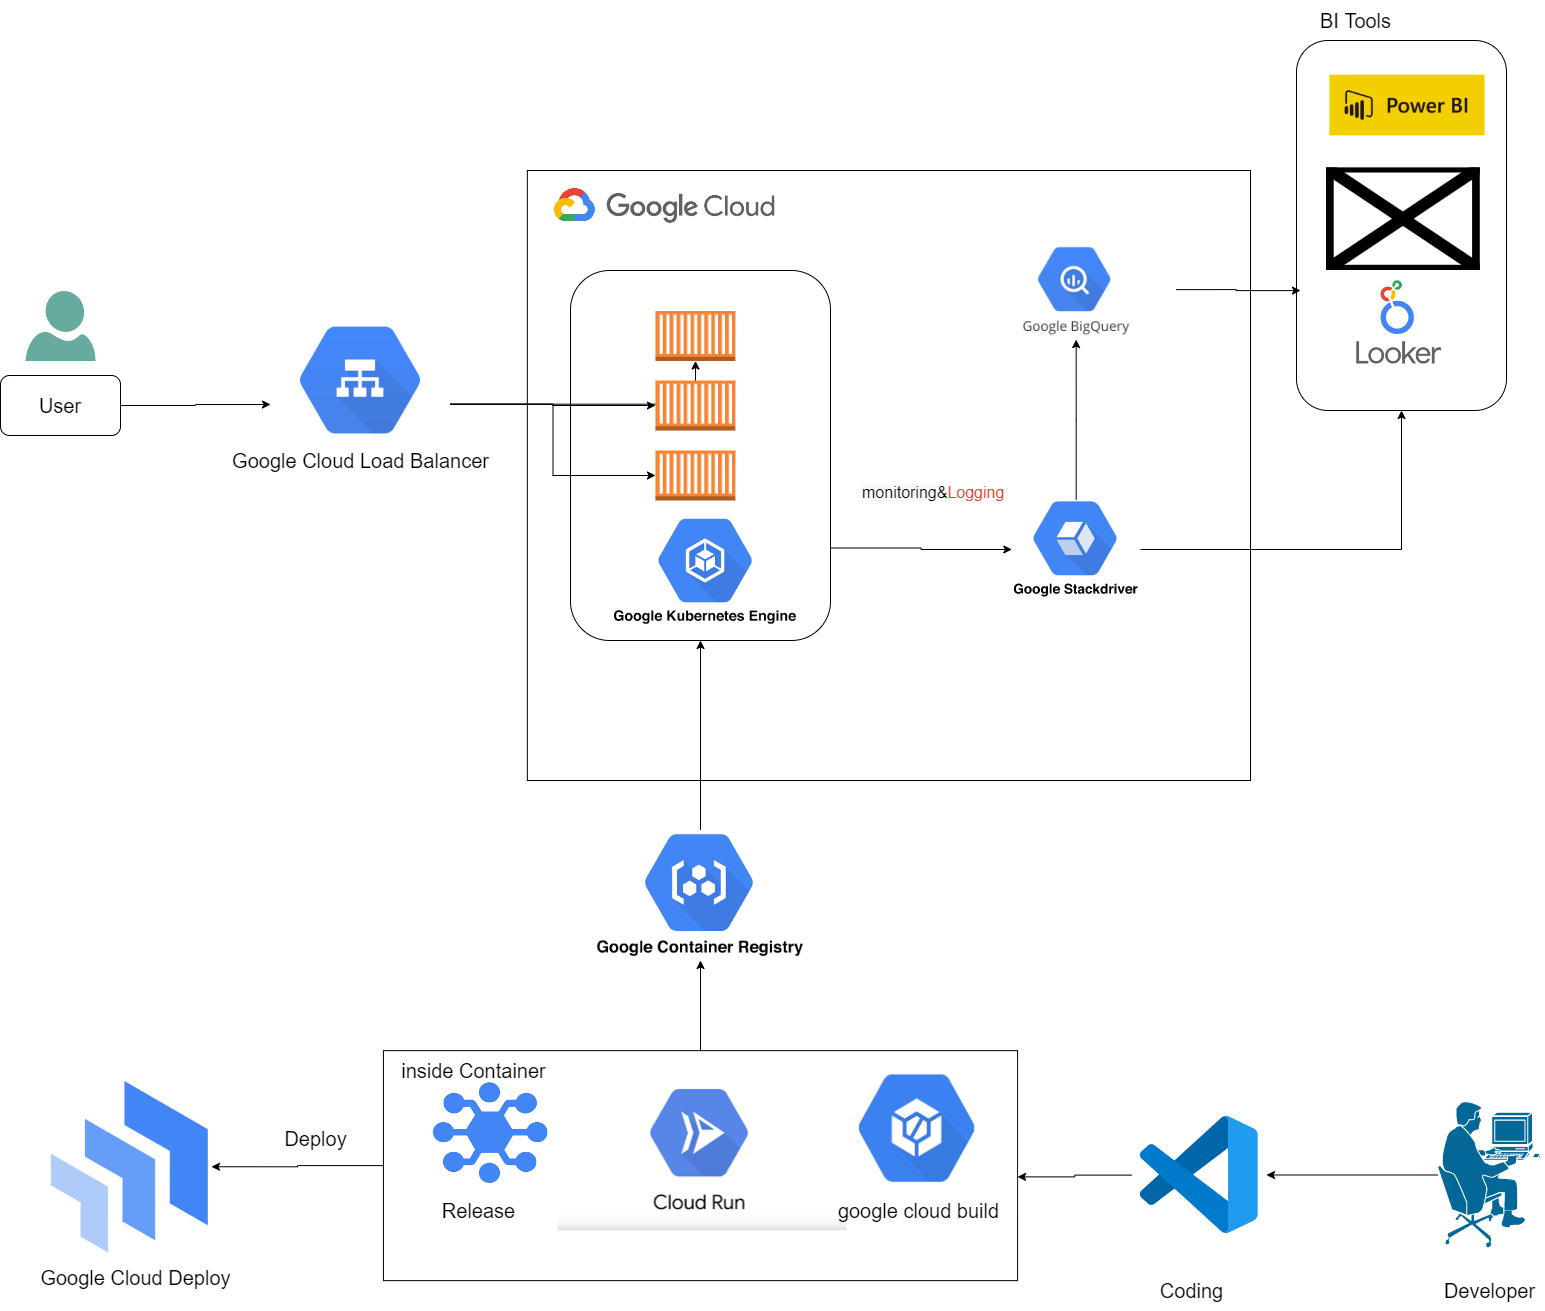 BI Tools
Power BI
Google Cloud
Google BigQuery
Looker
User
Google Cloud Load Balancer
monitoring&Logging
Google Stackdriver
Google Kubernetes Engine
Google Container Registry
inside Container
Deploy
Release
Cloud Run
google cloud build
Google Cloud Deploy
Coding
Developer